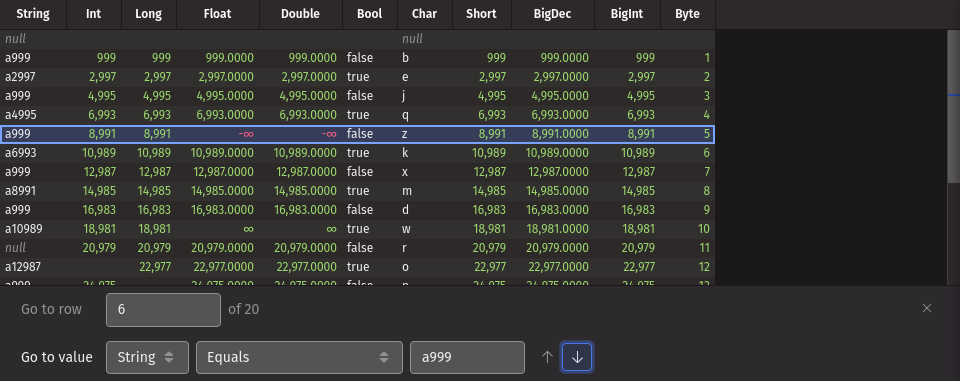 String Int Long Float Double Bool Char Short BigDec BigInt Byte
null null
a999 999 999 999.0000 999.0000 false b 999 999.0000 999 1
a2997 2,997 2,997 2,997.0000 2,997.0000 true e 2,997 2,997.0000 2,997 2
a999 4,995 4,995 4,995.0000 4,995.0000 false j 4,995 4,995.0000 4,995 3
a4995 6,993 6,993 6,993.0000 6,993.0000 true q 6,993 6,993.0000 6,993 4
a999 8,991 8,991 -∞ -∞ false z 8,991 8,991.0000 8,991 5
a6993 10,989 10,989 10,989.0000 10,989.0000 true k 10,989 10,989.0000 10,989 6
a999 12,987 12,987 12,987.0000 12,987.0000 false x 12,987 12,987.0000 12,987 7
a8991 14,985 14,985 14,985.0000 14,985.0000 true m 14,985 14,985.0000 14,985 8
a999 16,983 16,983 16,983.0000 16,983.0000 false d 16,983 16,983.0000 16,983 9
a10989 18,981 18,981 ∞ ∞ true w 18,981 18,981.0000 18,981 10
null 20,979 20,979 20,979.0000 20,979.0000 false r 20,979 20,979.0000 20,979 11
a12987 22,977 22,977.0000 22,977.0000 true o 22,977 22,977.0000 22,977 12
Go to row 6 of 20
Go to value String Equals a999